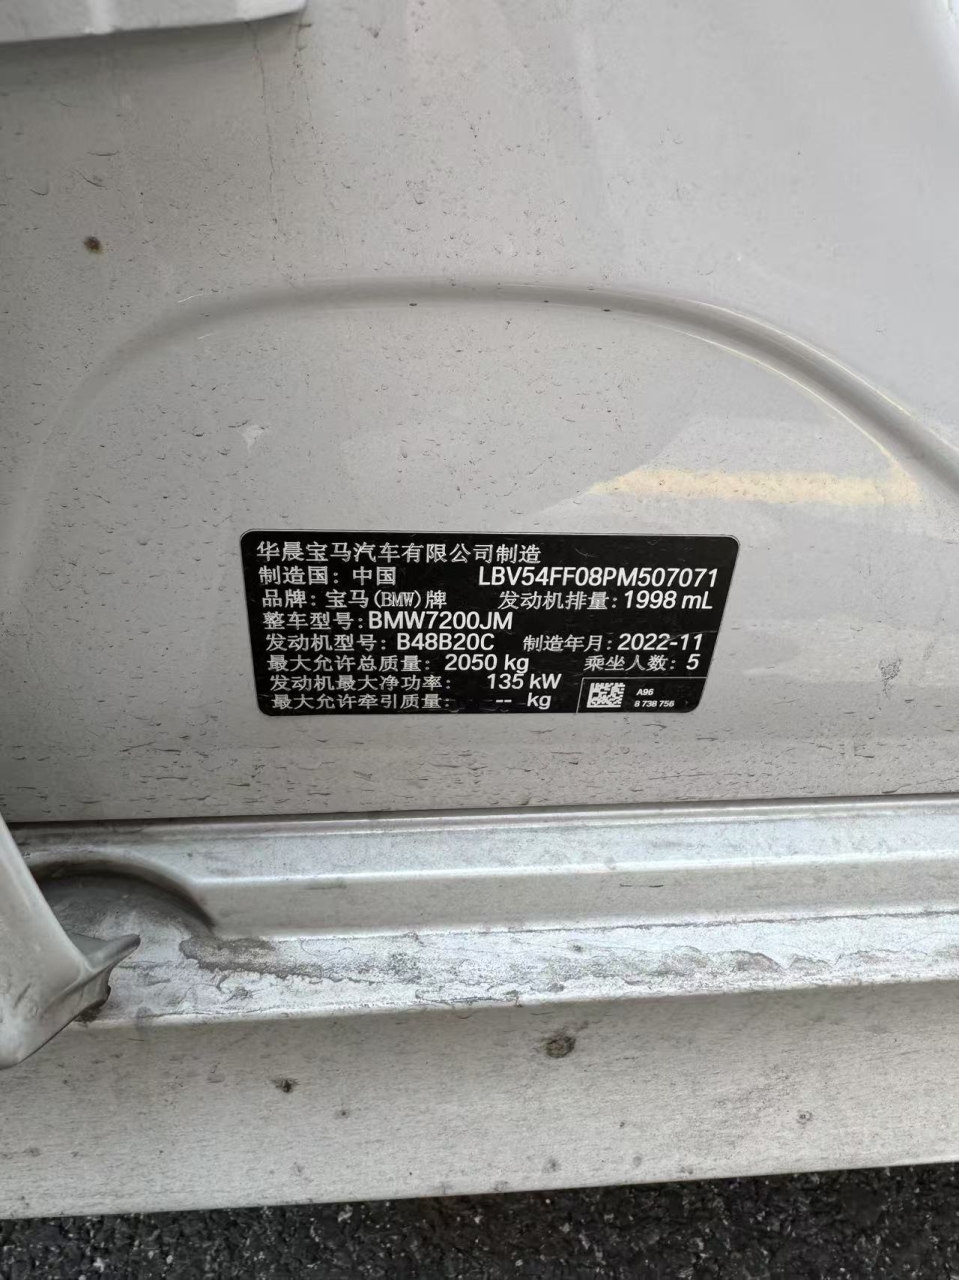 华晨宝马汽车有限公司制造
制造国：中国 LBV54FF08PM507071
品牌：宝马(BMW)牌 发动机排量：1998 mL
整车型号：BMW7200JM
发动机型号：B48B20C 制造年月：2022-11
最大允许总质量：2050 kg 乘坐人数：5
发动机最大净功率：135 kW
最大允许牵引质量：-- kg
A96
8 738 756